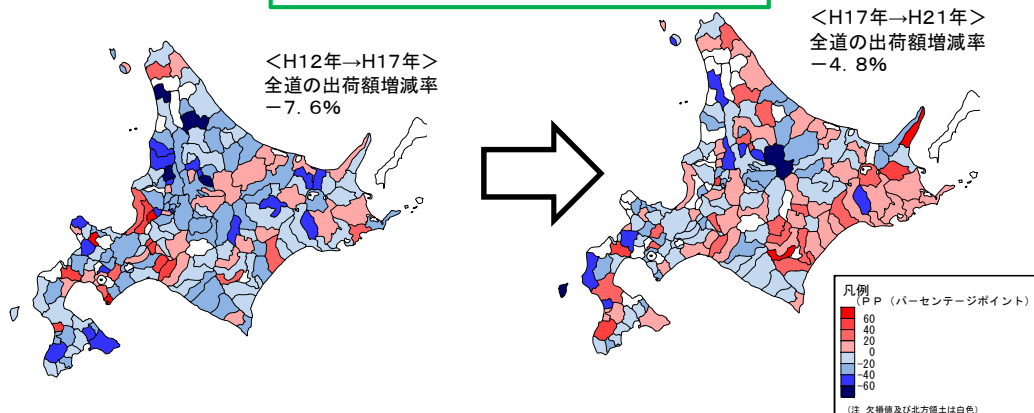 ＜H12年→H17年＞
全道の出荷額増減率
－7．6％
＜H17年→H21年＞
全道の出荷額増減率
－4．8％
凡例
（PP（パーセンテージポイント）
60
40
20
0
-20
-40
-60
（注 欠損値及び北方領土は白色）